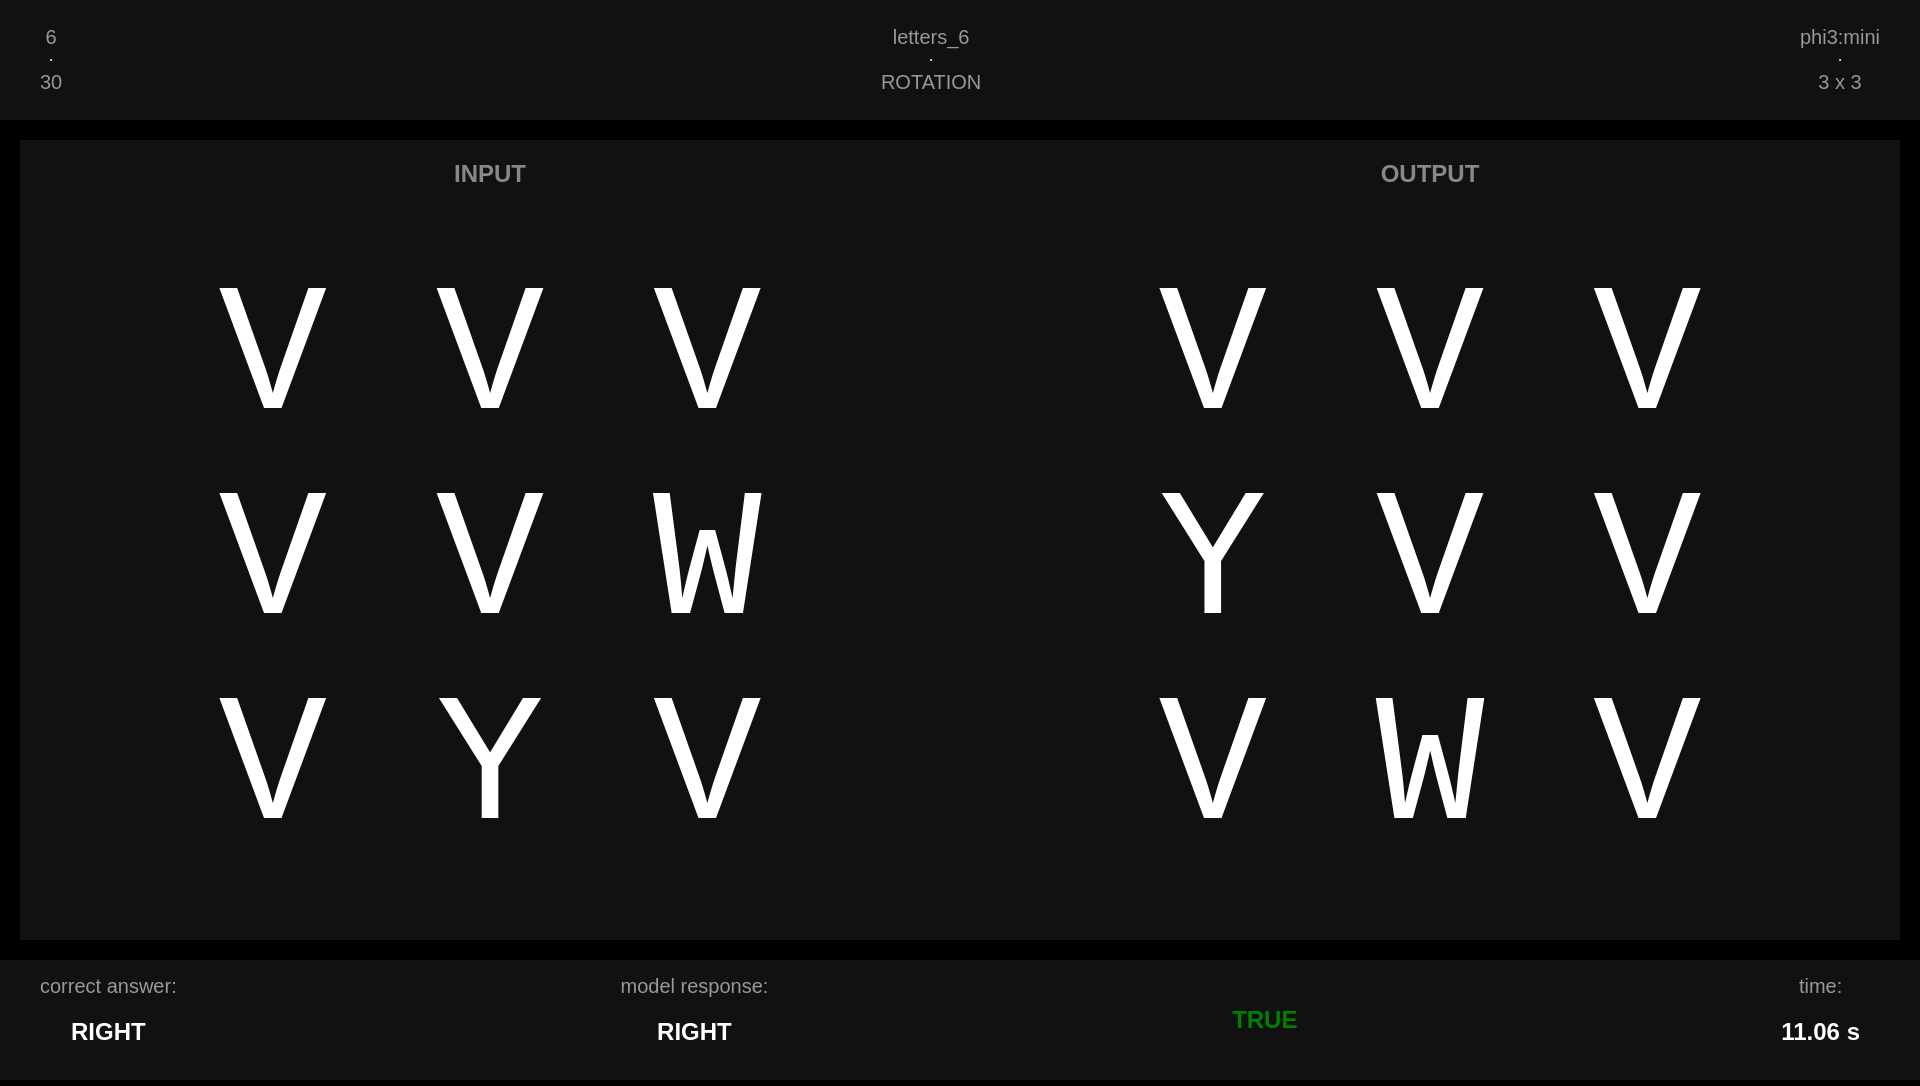 6
.
30
letters_6
.
ROTATION
phi3:mini
.
3 x 3
INPUT
V V V
V V W
V Y V
OUTPUT
V V V
Y V V
V W V
correct answer:
RIGHT
model response:
RIGHT
TRUE
time:
11.06 s